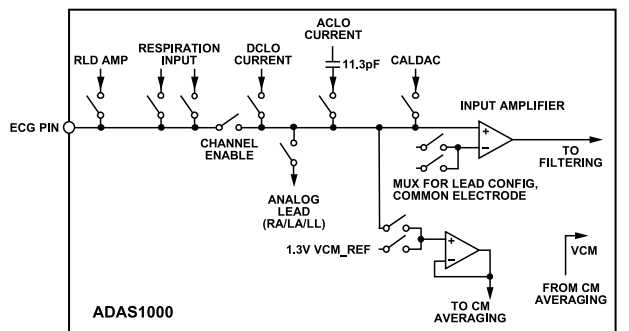 ACLO
CURRENT
RESPIRATION
INPUT
DCLO
CURRENT
RLD AMP
11.3pF
CALDAC
INPUT AMPLIFIER
ECG PIN
+
–
CHANNEL
ENABLE
TO
FILTERING
MUX FOR LEAD CONFIG,
COMMON ELECTRODE
ANALOG
LEAD
(RA/LA/LL)
+
–
1.3V VCM_REF
VCM
FROM CM
AVERAGING
TO CM
AVERAGING
ADAS1000